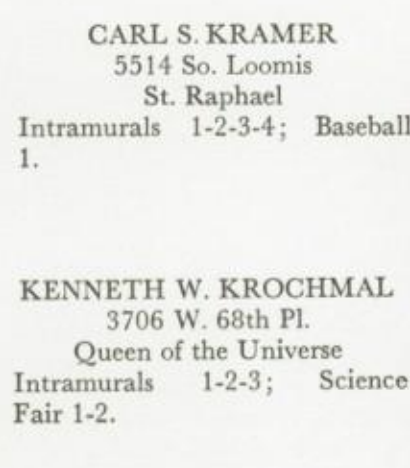 CARL S. KRAMER
5514 So. Loomis
St. Raphael
Intramurals 1-2-3-4; Baseball
1.
KENNETH W. KROCHMAL
3706 W. 68th Pl.
Queen of the Universe
Intramurals 1-2-3; Science
Fair 1-2.